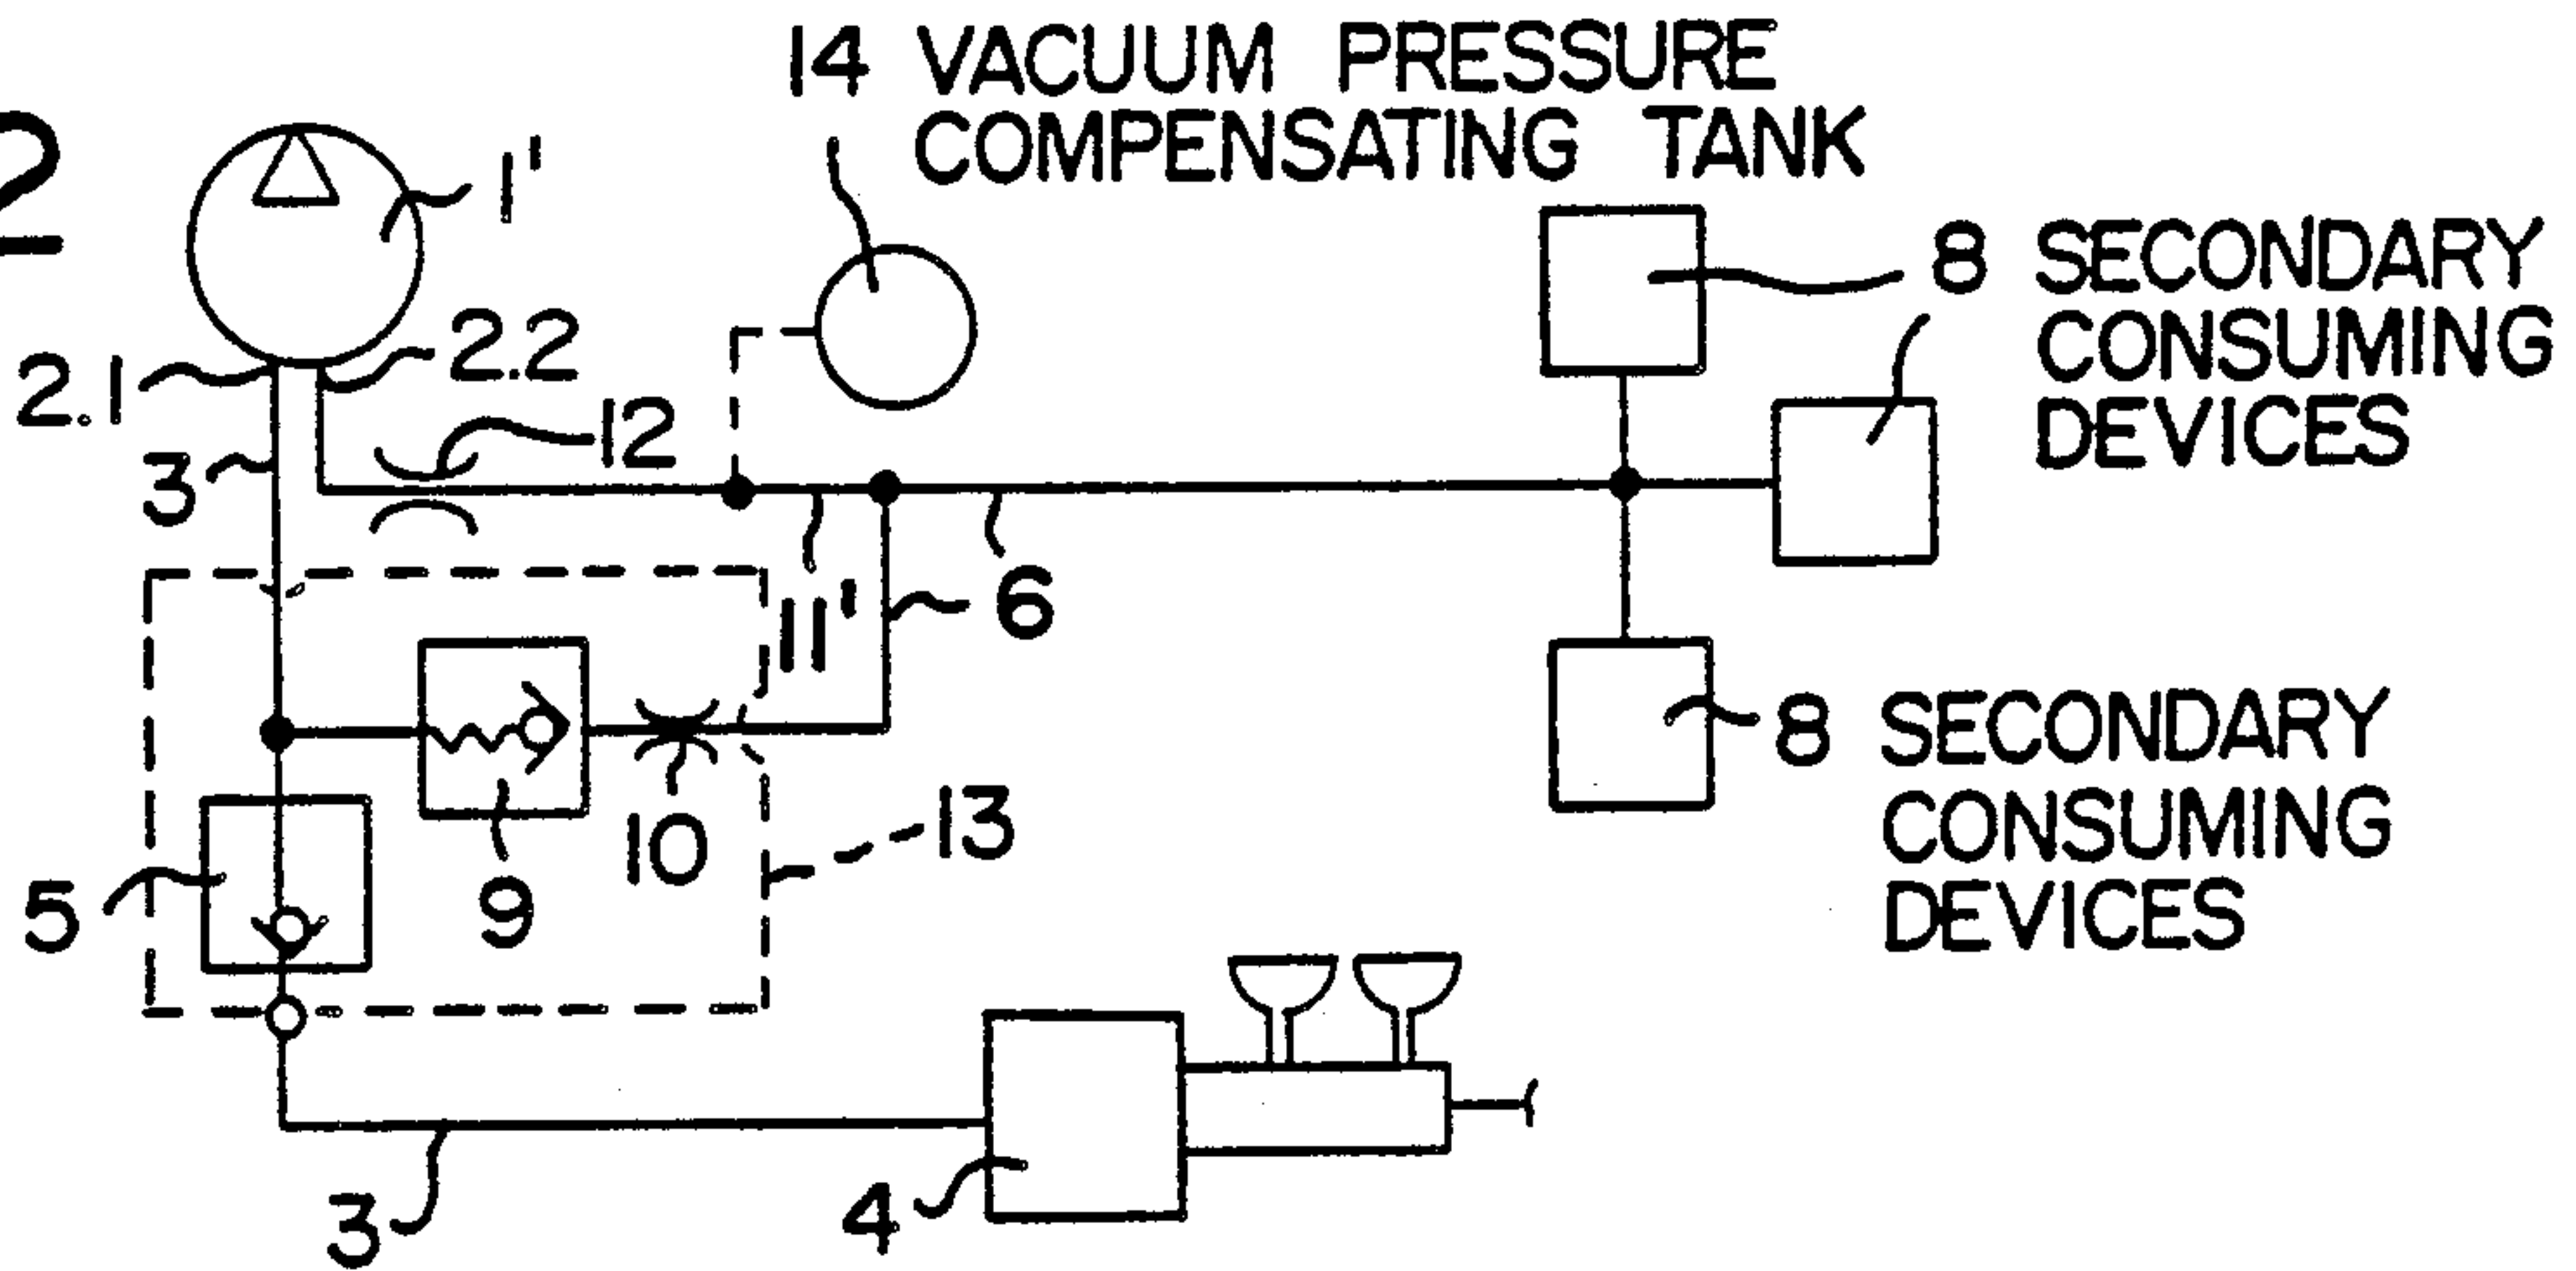 2
14 VACUUM PRESSURE
COMPENSATING TANK
1'
2.1
2.2
12
3
8 SECONDARY
CONSUMING
DEVICES
11'
6
8 SECONDARY
CONSUMING
DEVICES
5
9
10
13
3
4